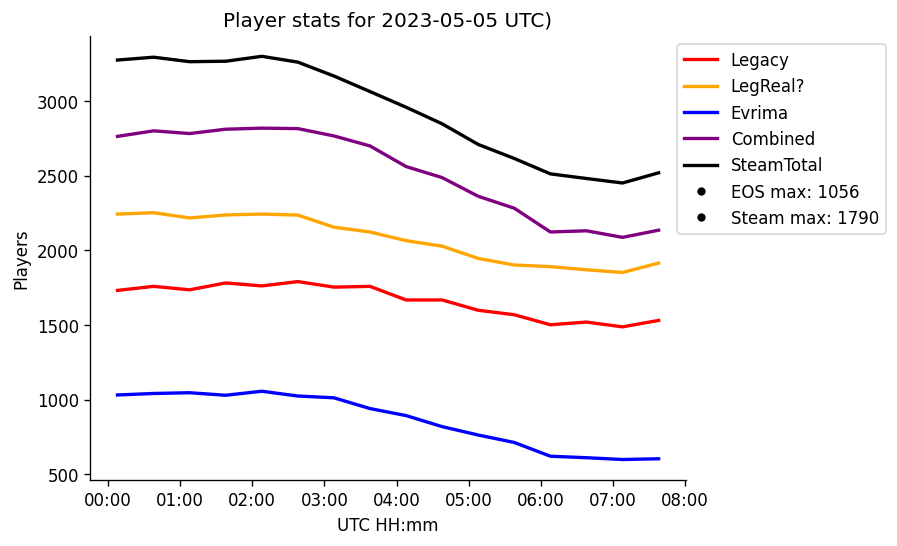 Player stats for 2023-05-05 UTC)
Legacy
LegReal?
Evrima
Combined
SteamTotal
EOS max: 1056
Steam max: 1790
Players
3000
2500
2000
1500
1000
500
00:00 01:00 02:00 03:00 04:00 05:00 06:00 07:00 08:00
UTC HH:mm